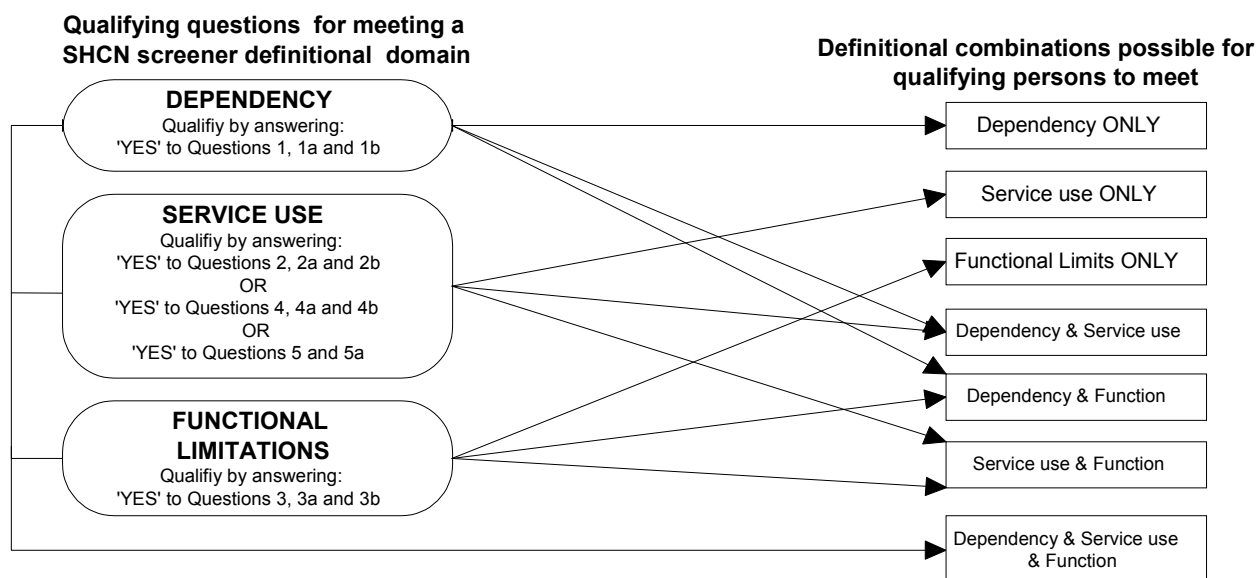 Qualifying questions for meeting a
SHCN screener definitional domain
DEPENDENCY
Qualifiy by answering:
'YES' to Questions 1, 1a and 1b
SERVICE USE
Qualifiy by answering:
'YES' to Questions 2, 2a and 2b
OR
'YES' to Questions 4, 4a and 4b
OR
'YES' to Questions 5 and 5a
FUNCTIONAL
LIMITATIONS
Qualifiy by answering:
'YES' to Questions 3, 3a and 3b
Definitional combinations possible for
qualifying persons to meet
Dependency ONLY
Service use ONLY
Functional Limits ONLY
Dependency & Service use
Dependency & Function
Service use & Function
Dependency & Service use
& Function